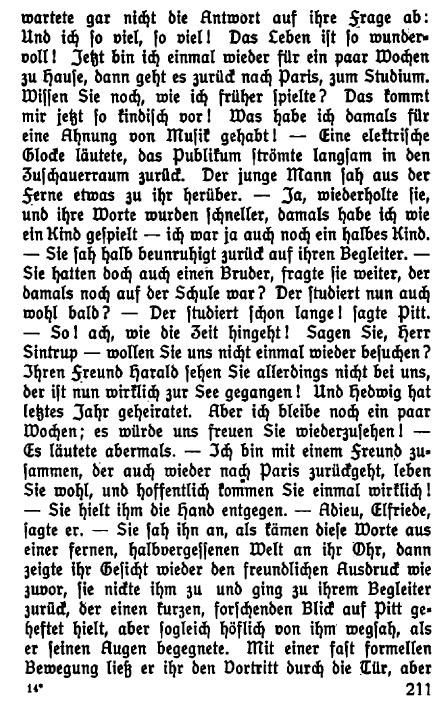 wartete gar nicht die Antwort auf ihre Frage ab:
Und ich so viel, so viel! Das Leben ist so wunder-
voll! Jetzt bin ich einmal wieder für ein paar Wochen
zu Hause, dann geht es zurück nach Paris, zum Studium.
Wissen Sie noch, wie ich früher spielte? Das kommt
mir jetzt so kindisch vor! Was habe ich damals für
eine Ahnung von Musik gehabt! — Eine elektrische
Glocke läutete, das Publikum strömte langsam in den
Zuschauerraum zurück. Der junge Mann sah aus der
Ferne etwas zu ihr herüber. — Ja, wiederholte sie,
und ihre Worte wurden schneller, damals habe ich wie
ein Kind gespielt — ich war ja auch noch ein halbes Kind.
— Sie sah halb beunruhigt zurück auf ihren Begleiter. —
Sie hatten doch auch einen Bruder, fragte sie weiter, der
damals noch auf der Schule war? Der studiert nun auch
wohl bald? — Der studiert schon lange! sagte Pitt.
— So! ach, wie die Zeit hingeht! Sagen Sie, Herr
Sintrup — wollen Sie uns nicht einmal wieder besuchen?
Ihren Freund Harald sehen Sie allerdings nicht bei uns,
der ist nun wirklich zur See gegangen! Und Hedwig hat
letztes Jahr geheiratet. Aber ich bleibe noch ein paar
Wochen; es würde uns freuen Sie wiederzusehen! —
Es läutete abermals. — Ich bin mit einem Freund zu-
sammen, der auch wieder nach Paris zurückgeht, leben
Sie wohl, und hoffentlich kommen Sie einmal wirklich!
— Sie hielt ihm die Hand entgegen. — Adieu, Elfriede,
sagte er. — Sie sah ihn an, als kämen diese Worte aus
einer fernen, halbvergessenen Welt an ihr Ohr, dann
zeigte ihr Gesicht wieder den freundlichen Ausdruck wie
zuvor, sie nickte ihm zu und ging zu ihrem Begleiter
zurück, der einen kurzen, forschenden Blick auf Pitt ge-
heftet hielt, aber sogleich höflich von ihm wegsah, als
er seinen Augen begegnete. Mit einer fast formellen
Bewegung ließ er ihr den Vortritt durch die Tür, aber
14* 211